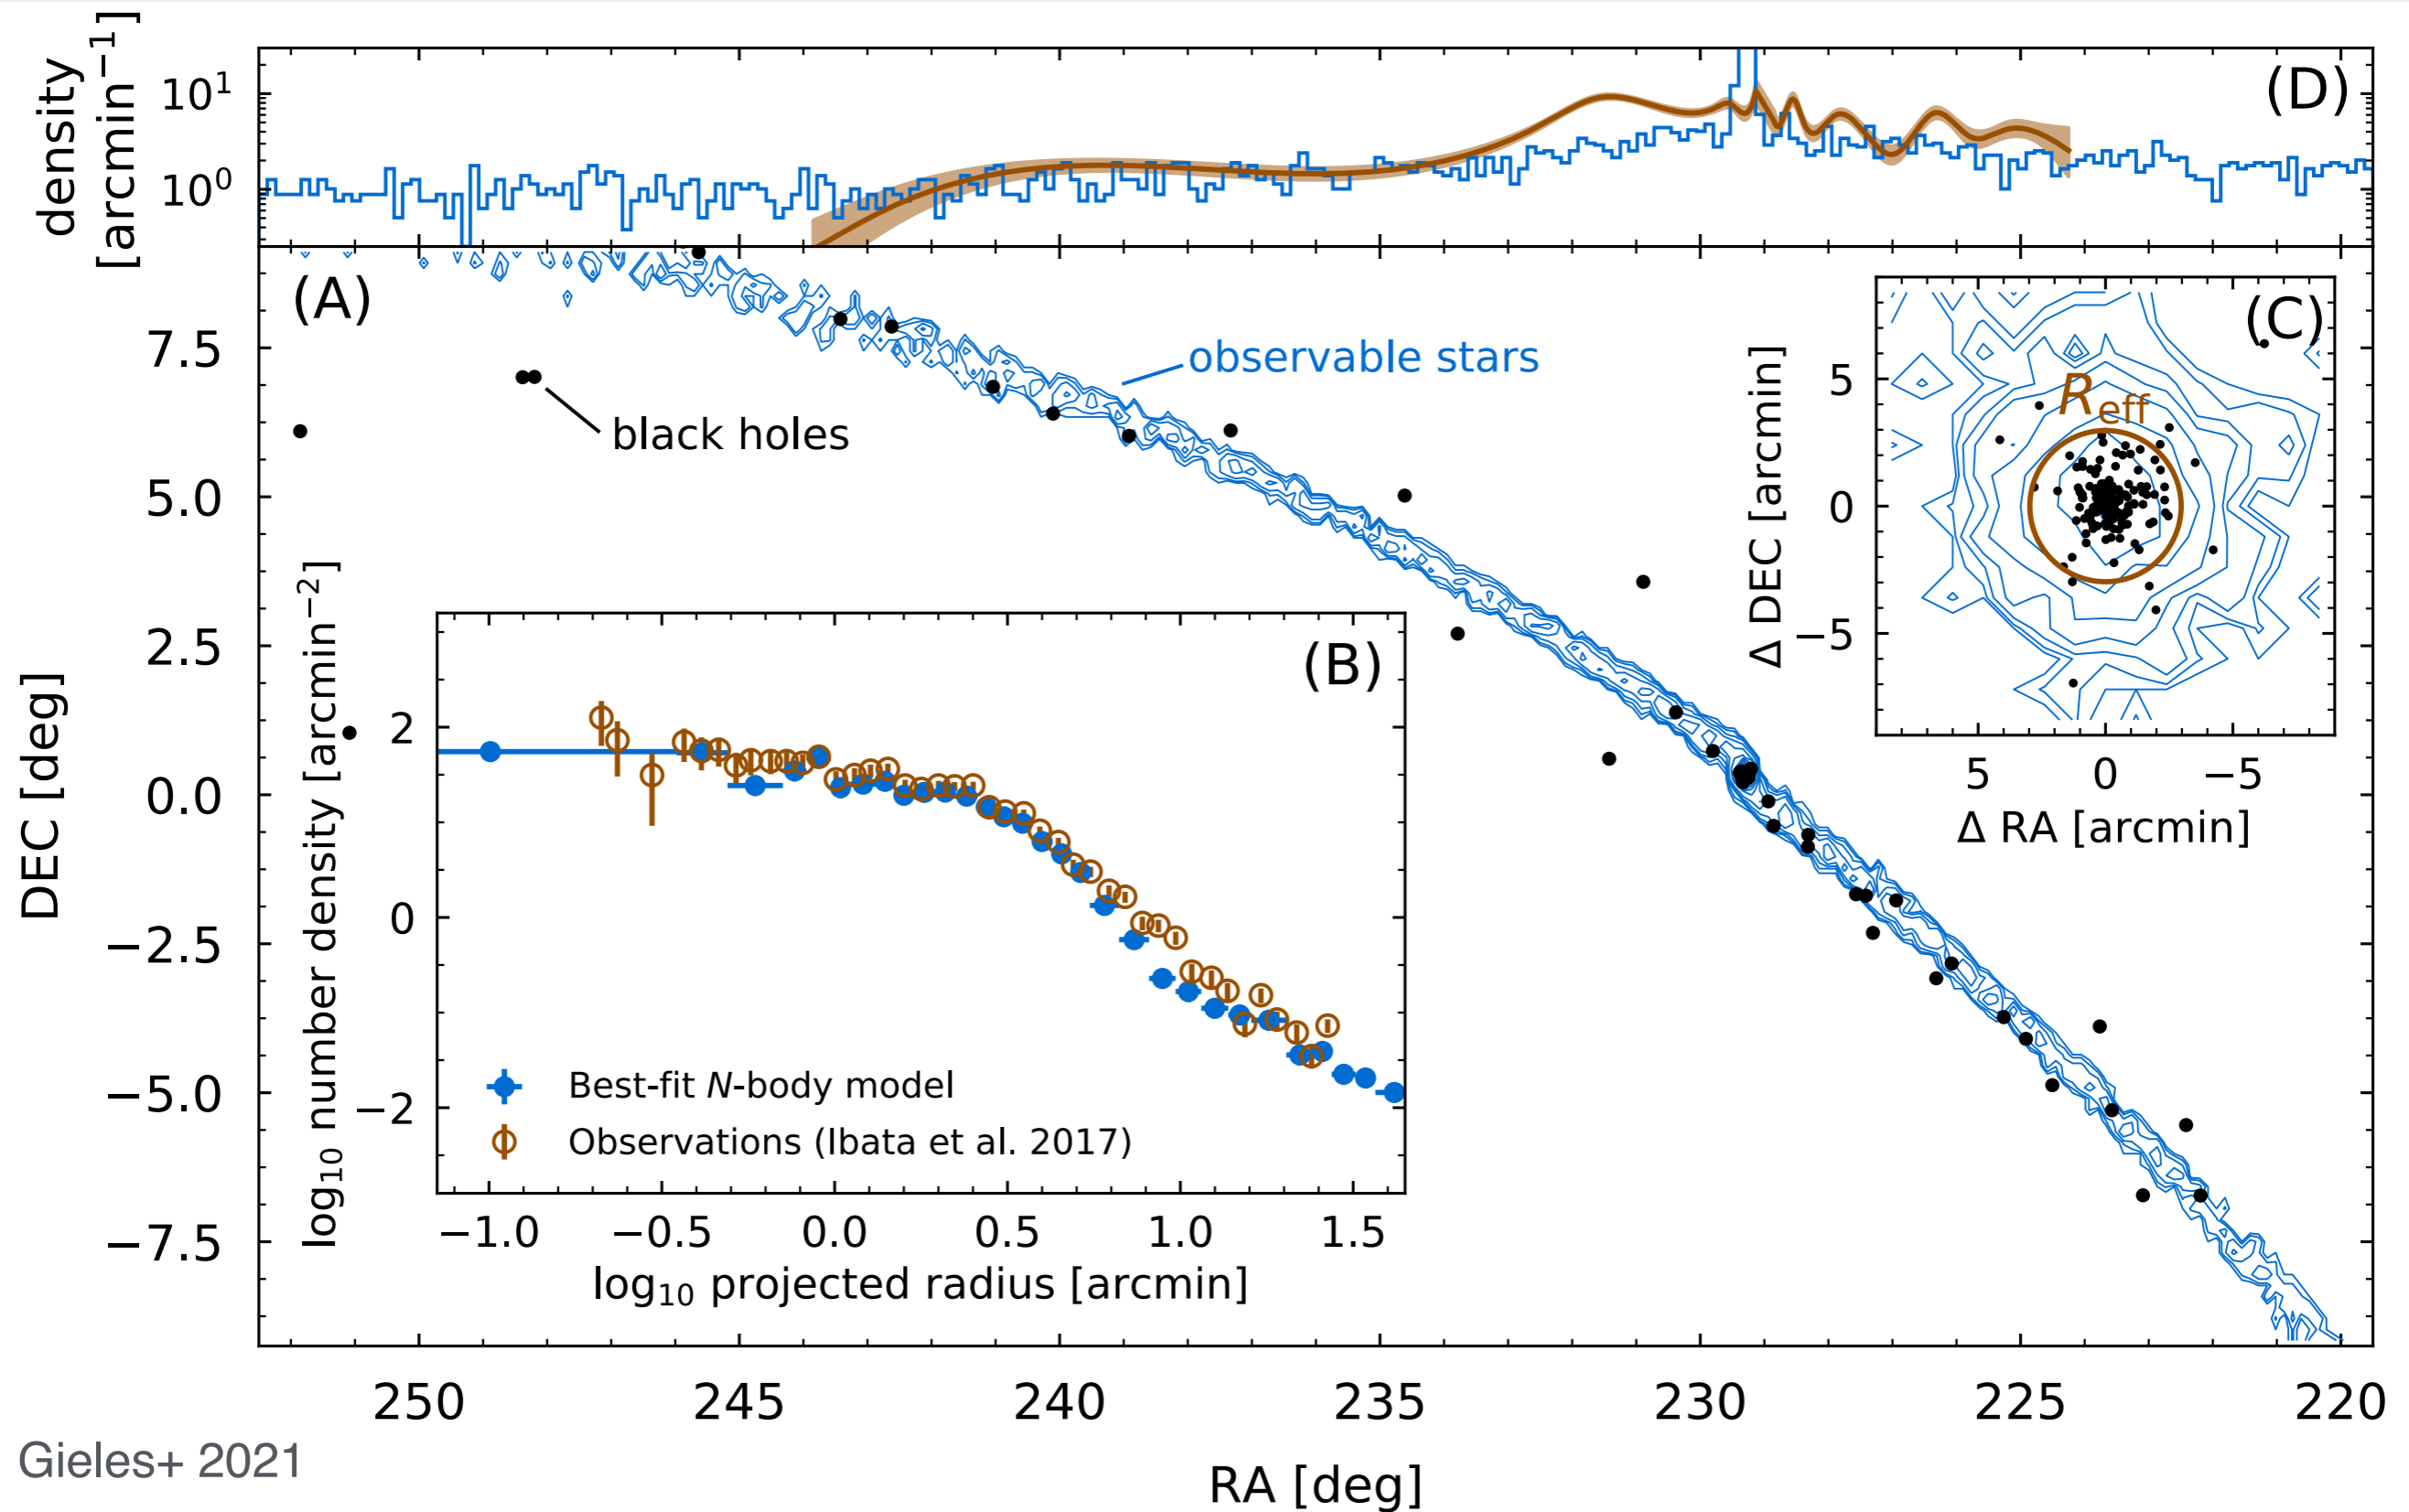 density
[arcmin⁻¹]
10¹
10⁰
(D)
(A)
7.5
5.0
2.5
0.0
−2.5
−5.0
−7.5
DEC [deg]
observable stars
black holes
(C)
R_eff
Δ DEC [arcmin]
5
0
−5
5 0 −5
Δ RA [arcmin]
(B)
log₁₀ number density [arcmin⁻²]
2
0
−2
Best-fit N-body model
Observations (Ibata et al. 2017)
−1.0 −0.5 0.0 0.5 1.0 1.5
log₁₀ projected radius [arcmin]
250 245 240 235 230 225 220
RA [deg]
Gieles+ 2021